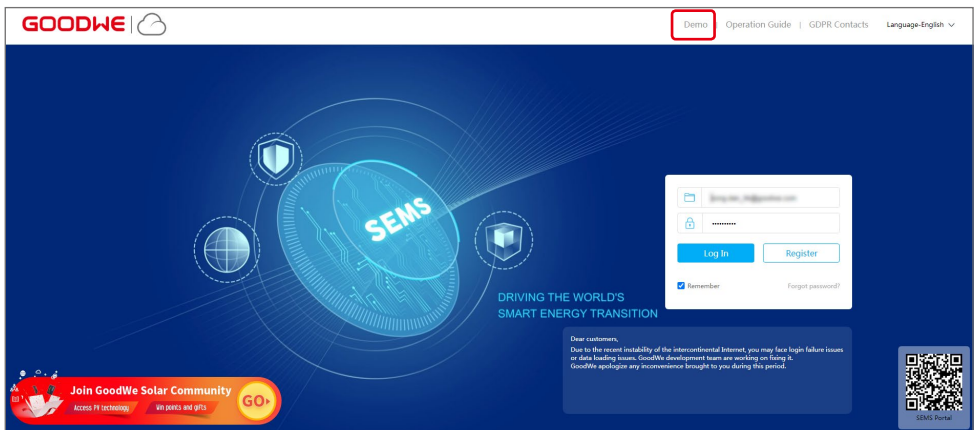 GOODWE
Demo | Operation Guide | GDPR Contacts Language-English
SEMS
Log In Register
Remember Forgot password?
DRIVING THE WORLD'S
SMART ENERGY TRANSITION
Dear customers,
Due to the recent instability of the intercontinental Internet, you may face login failure issues
or data loading issues. GoodWe development team are working on fixing it.
GoodWe apologize any inconvenience brought to you during this period.
Join GoodWe Solar Community
Access PV technology Win points and gifts
GO
SEMS Portal